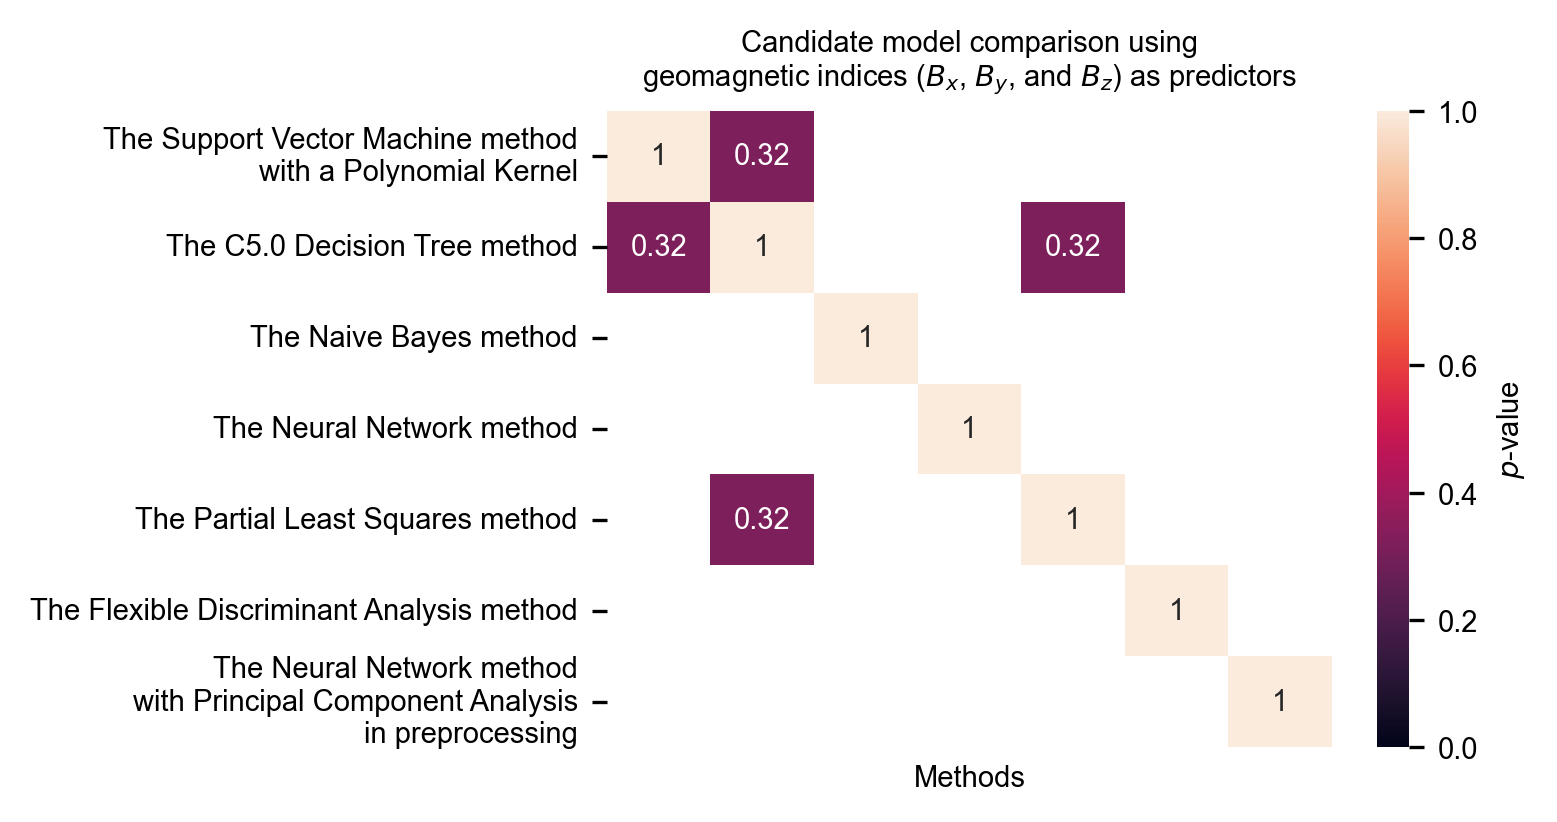 Candidate model comparison using
geomagnetic indices (Bₓ, Bᵧ, and B_z) as predictors
The Support Vector Machine method
with a Polynomial Kernel
1 0.32
The C5.0 Decision Tree method
0.32 1 0.32
The Naive Bayes method
1
The Neural Network method
1
The Partial Least Squares method
0.32 1
The Flexible Discriminant Analysis method
1
The Neural Network method
with Principal Component Analysis
in preprocessing
1
Methods
1.0
0.8
0.6
0.4
0.2
0.0
p-value